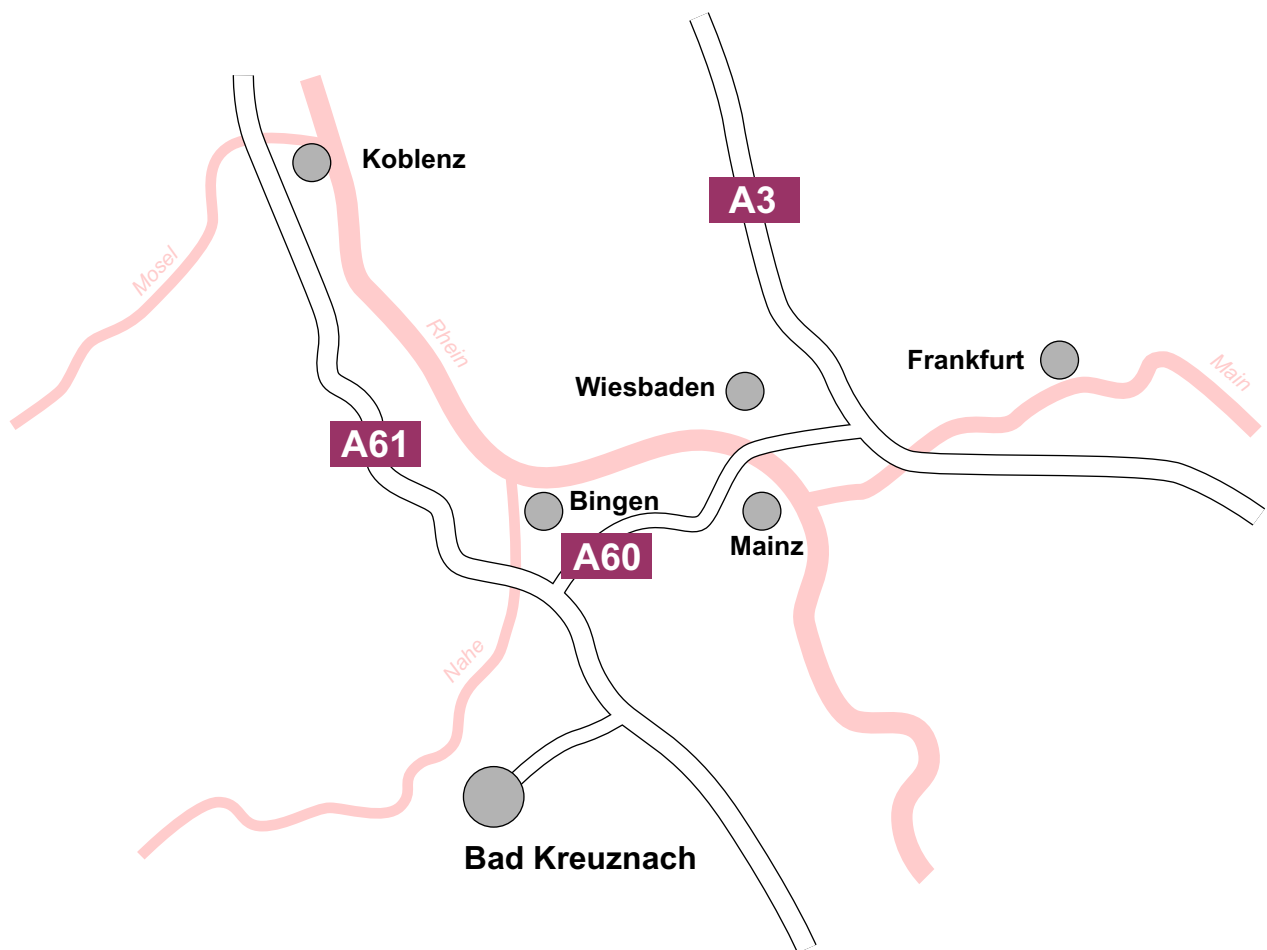 Koblenz
A3
Mosel
Rhein
Frankfurt
Main
Wiesbaden
A61
Bingen
Mainz
A60
Nahe
Bad Kreuznach